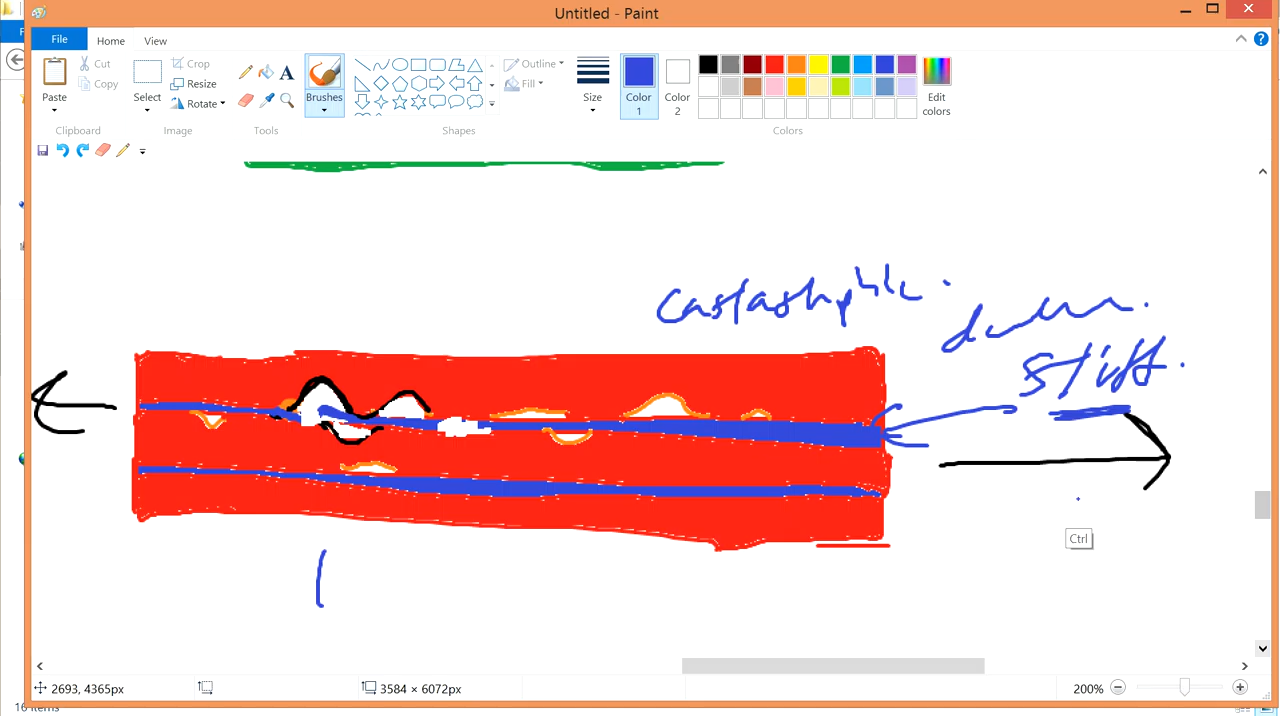 Untitled - Paint
File
Home
View
Paste
Cut
Copy
Clipboard
Select
Crop
Resize
Rotate
Image
Tools
Brushes
Outline
Fill
Shapes
Size
Color 1
Color 2
Edit colors
Colors
stiff.
Ctrl
2693, 4365px
3584 × 6072px
200%
16 items